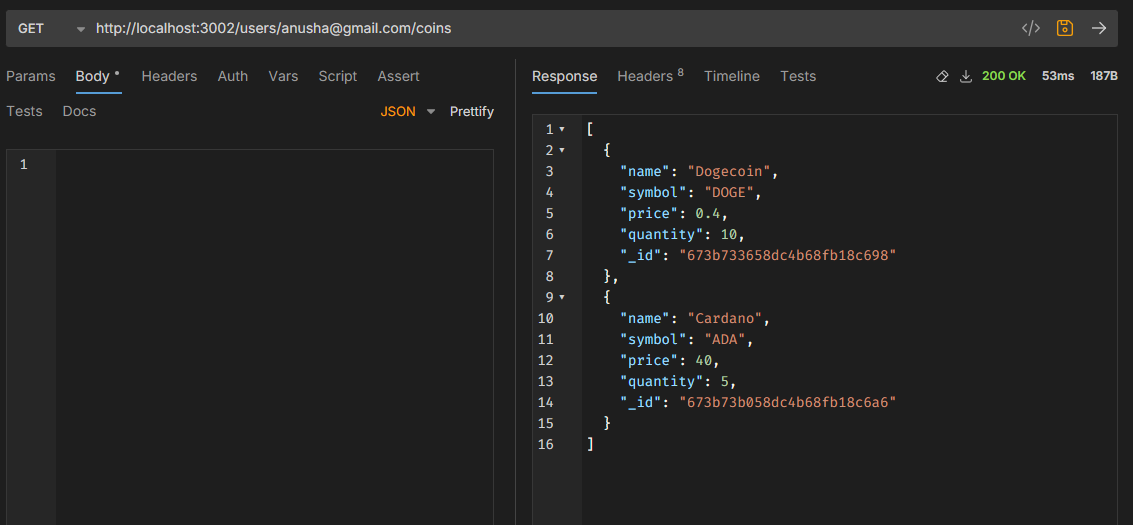 GET http://localhost:3002/users/anusha@gmail.com/coins
Params Body Headers Auth Vars Script Assert
Tests Docs JSON Prettify
1
Response Headers 8 Timeline Tests 200 OK 53ms 187B
1 [
2 {
3 "name": "Dogecoin",
4 "symbol": "DOGE",
5 "price": 0.4,
6 "quantity": 10,
7 "_id": "673b733658dc4b68fb18c698"
8 },
9 {
10 "name": "Cardano",
11 "symbol": "ADA",
12 "price": 40,
13 "quantity": 5,
14 "_id": "673b73b058dc4b68fb18c6a6"
15 }
16 ]